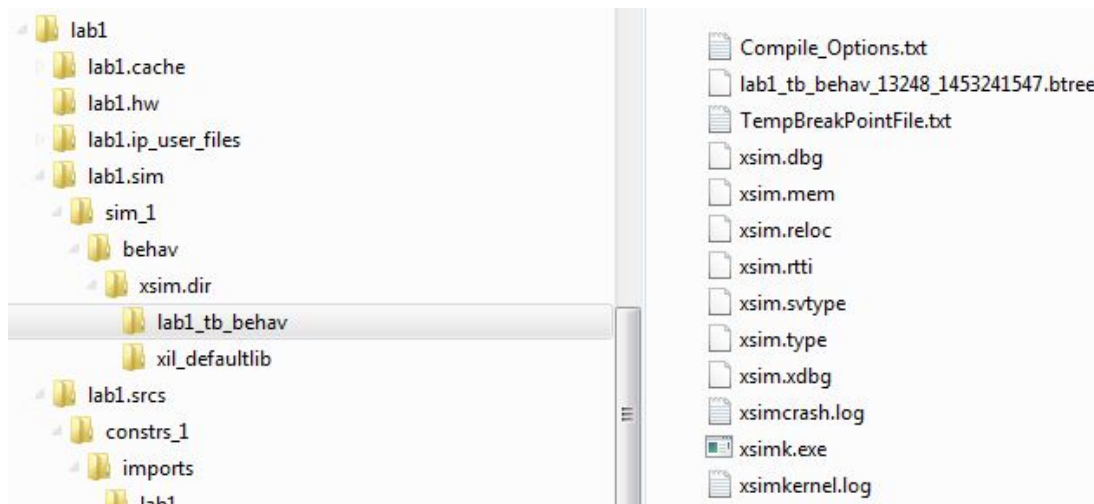 lab1
lab1.cache
lab1.hw
lab1.ip_user_files
lab1.sim
sim_1
behav
xsim.dir
lab1_tb_behav
xil_defaultlib
lab1.srcs
constrs_1
imports
lab1
Compile_Options.txt
lab1_tb_behav_13248_1453241547.btree
TempBreakPointFile.txt
xsim.dbg
xsim.mem
xsim.reloc
xsim.rtti
xsim.svtype
xsim.type
xsim.xdbg
xsimcrash.log
xsimk.exe
xsimkernel.log